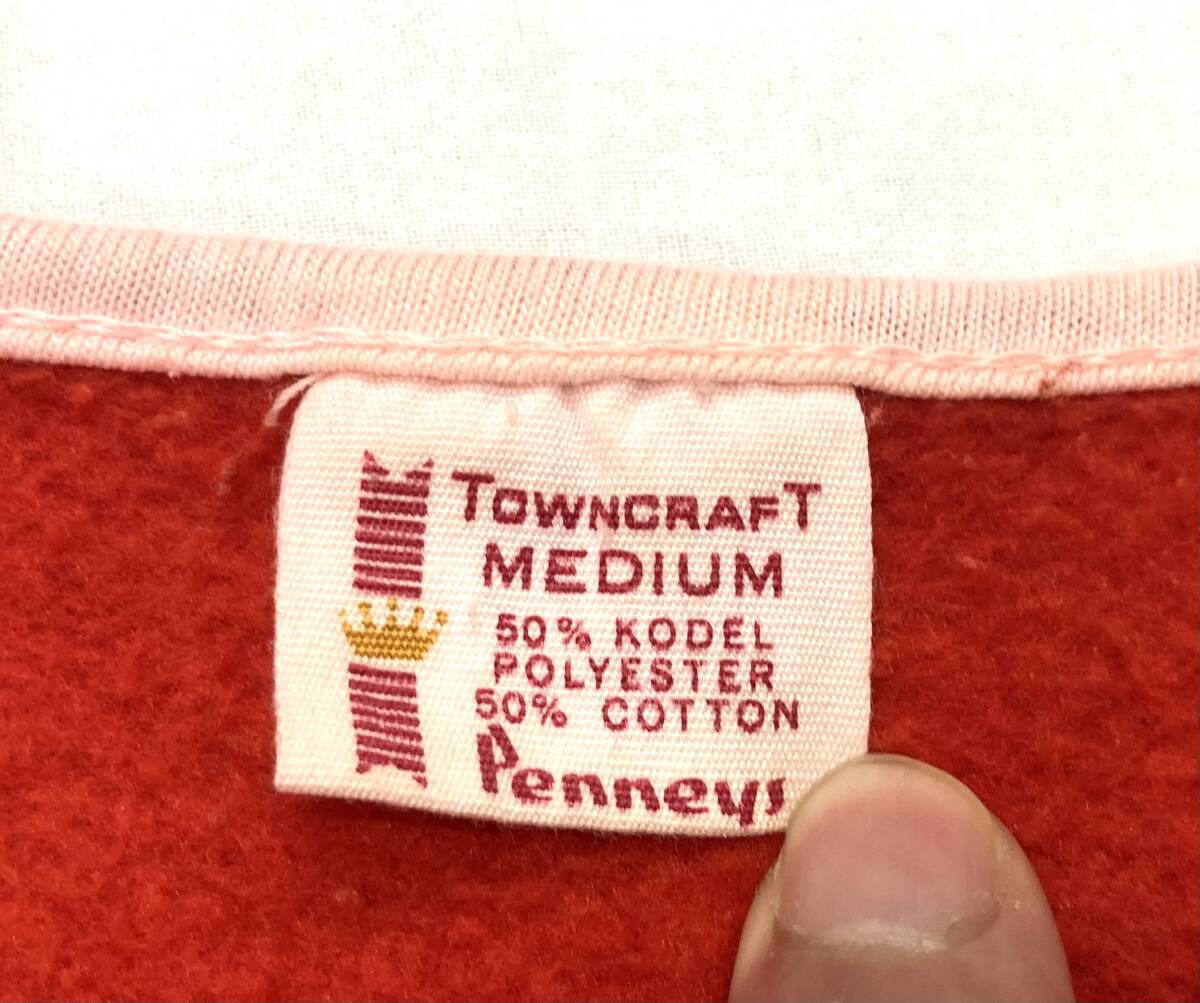 TOWNCRAFT
MEDIUM
50% KODEL
POLYESTER
50% COTTON
Penneys